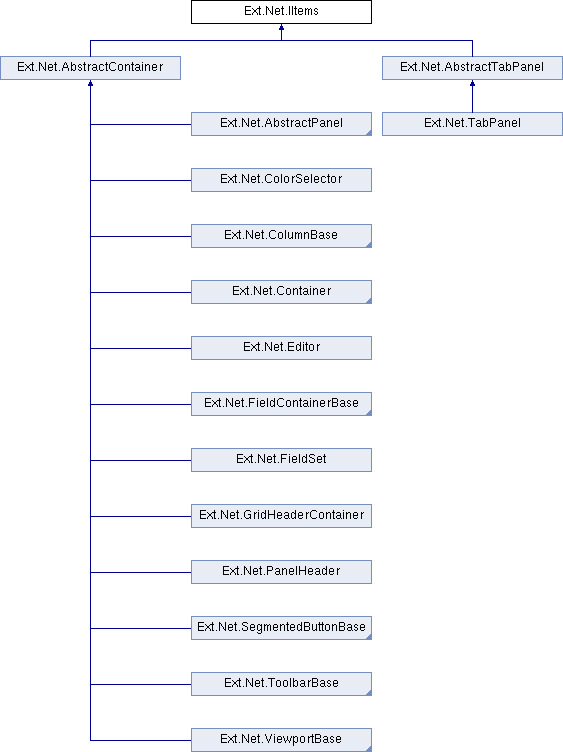 Ext.Net.IItems
Ext.Net.AbstractContainer
Ext.Net.AbstractTabPanel
Ext.Net.AbstractPanel
Ext.Net.TabPanel
Ext.Net.ColorSelector
Ext.Net.ColumnBase
Ext.Net.Container
Ext.Net.Editor
Ext.Net.FieldContainerBase
Ext.Net.FieldSet
Ext.Net.GridHeaderContainer
Ext.Net.PanelHeader
Ext.Net.SegmentedButtonBase
Ext.Net.ToolbarBase
Ext.Net.ViewportBase